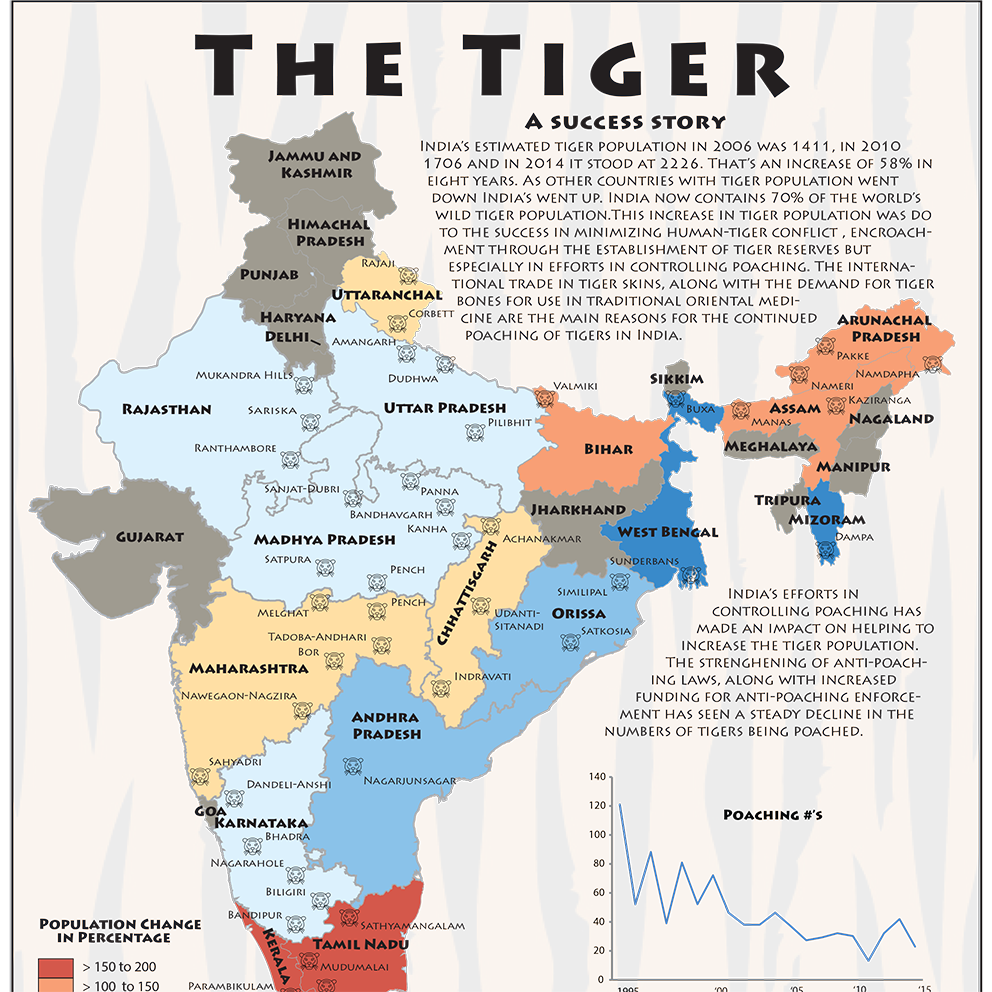 THE TIGER
A SUCCESS STORY
INDIA'S ESTIMATED TIGER POPULATION IN 2006 WAS 1411, IN 2010
1706 AND IN 2014 IT STOOD AT 2226. THAT'S AN INCREASE OF 58% IN
EIGHT YEARS. AS OTHER COUNTRIES WITH TIGER POPULATION WENT
DOWN INDIA'S WENT UP. INDIA NOW CONTAINS 70% OF THE WORLD'S
WILD TIGER POPULATION.THIS INCREASE IN TIGER POPULATION WAS DO
TO THE SUCCESS IN MINIMIZING HUMAN-TIGER CONFLICT , ENCROACH-
MENT THROUGH THE ESTABLISHMENT OF TIGER RESERVES BUT
ESPECIALLY IN EFFORTS IN CONTROLLING POACHING. THE INTERNA-
TIONAL TRADE IN TIGER SKINS, ALONG WITH THE DEMAND FOR TIGER
BONES FOR USE IN TRADITIONAL ORIENTAL MEDI-
CINE ARE THE MAIN REASONS FOR THE CONTINUED
POACHING OF TIGERS IN INDIA.
JAMMU AND
KASHMIR
HIMACHAL
PRADESH
PUNJAB
RAJAJI
UTTARANCHAL
CORBETT
HARYANA
DELHI
AMANGARH
DUDHWA
MUKANDRA HILLS
RAJASTHAN
SARISKA
UTTAR PRADESH
PILIBHIT
RANTHAMBORE
VALMIKI
BIHAR
SIKKIM
BUXA
ARUNACHAL
PRADESH
PAKKE
NAMDAPHA
NAMERI
KAZIRANGA
ASSAM
MANAS
NAGALAND
MEGHALAYA
MANIPUR
TRIPURA
MIZORAM
DAMPA
SANJAT-DUBRI
PANNA
BANDHAVGARH
KANHA
JHARKHAND
GUJARAT
MADHYA PRADESH
ACHANAKMAR
WEST BENGAL
SATPURA
PENCH
SUNDERBANS
CHHATTISGARH
SIMILIPAL
MELGHAT
PENCH
UDANTI-
SITANADI
ORISSA
SATKOSIA
TADOBA-ANDHARI
BOR
MAHARASHTRA
INDRAVATI
NAWEGAON-NAGZIRA
ANDHRA
PRADESH
SAHYADRI
NAGARJUNSAGAR
DANDELI-ANSHI
GOA
KARNATAKA
BHADRA
NAGARAHOLE
BILIGIRI
BANDIPUR
SATHYAMANGALAM
KERALA
TAMIL NADU
MUDUMALAI
PARAMBIKULAM
INDIA'S EFFORTS IN
CONTROLLING POACHING HAS
MADE AN IMPACT ON HELPING TO
INCREASE THE TIGER POPULATION.
THE STRENGHENING OF ANTI-POACH-
ING LAWS, ALONG WITH INCREASED
FUNDING FOR ANTI-POACHING ENFORCE-
MENT HAS SEEN A STEADY DECLINE IN THE
NUMBERS OF TIGERS BEING POACHED.
POACHING #'S
140
120
100
80
60
40
20
0
1995 '00 '05 '10 '15
POPULATION CHANGE
IN PERCENTAGE
> 150 to 200
> 100 to 150